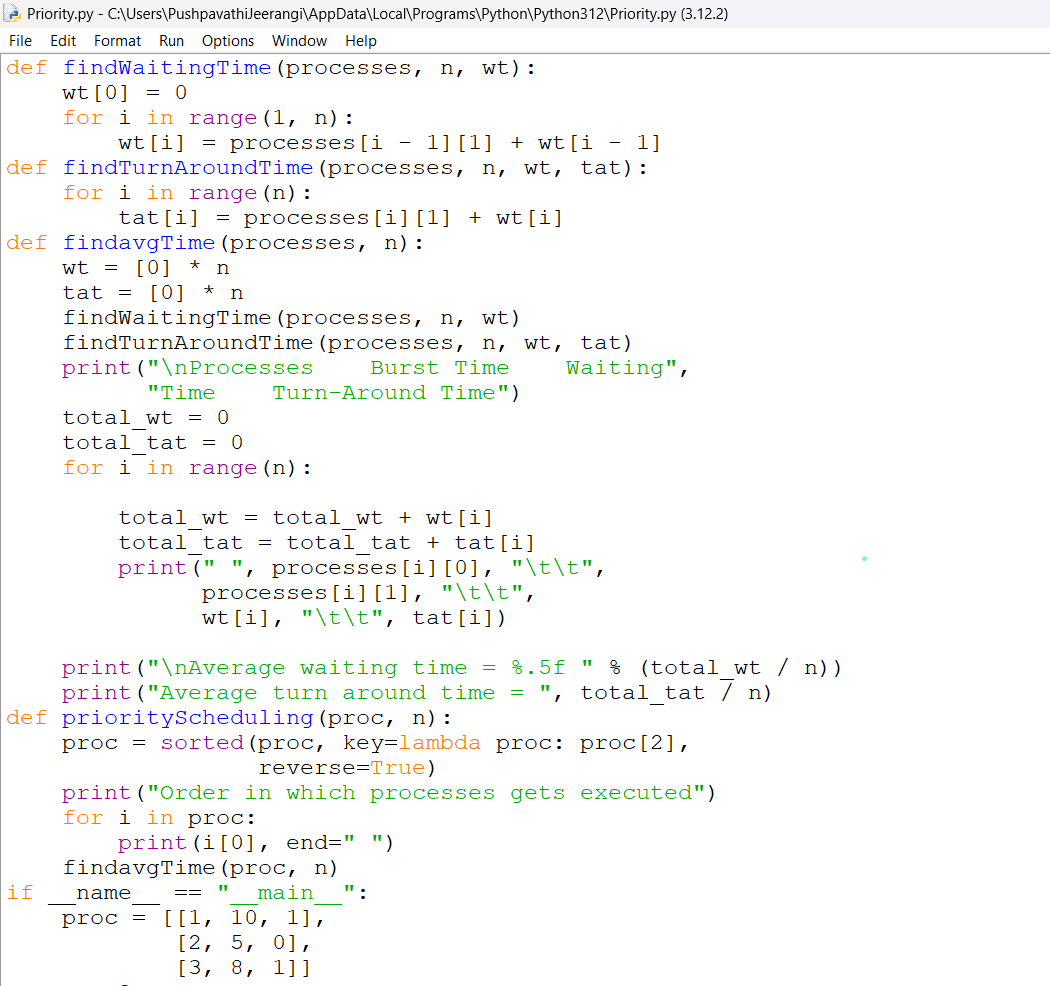 Priority.py - C:\Users\PushpavathiJeerangi\AppData\Local\Programs\Python\Python312\Priority.py (3.12.2)
File Edit Format Run Options Window Help
def findWaitingTime(processes, n, wt):
    wt[0] = 0
    for i in range(1, n):
        wt[i] = processes[i - 1][1] + wt[i - 1]
def findTurnAroundTime(processes, n, wt, tat):
    for i in range(n):
        tat[i] = processes[i][1] + wt[i]
def findavgTime(processes, n):
    wt = [0] * n
    tat = [0] * n
    findWaitingTime(processes, n, wt)
    findTurnAroundTime(processes, n, wt, tat)
    print("\nProcesses    Burst Time    Waiting",
          "Time    Turn-Around Time")
    total_wt = 0
    total_tat = 0
    for i in range(n):

        total_wt = total_wt + wt[i]
        total_tat = total_tat + tat[i]
        print(" ", processes[i][0], "\t\t",
              processes[i][1], "\t\t",
              wt[i], "\t\t", tat[i])

    print("\nAverage waiting time = %.5f " % (total_wt / n))
    print("Average turn around time = ", total_tat / n)
def priorityScheduling(proc, n):
    proc = sorted(proc, key=lambda proc: proc[2],
                  reverse=True)
    print("Order in which processes gets executed")
    for i in proc:
        print(i[0], end=" ")
    findavgTime(proc, n)
if __name__ == "__main__":
    proc = [[1, 10, 1],
            [2, 5, 0],
            [3, 8, 1]]